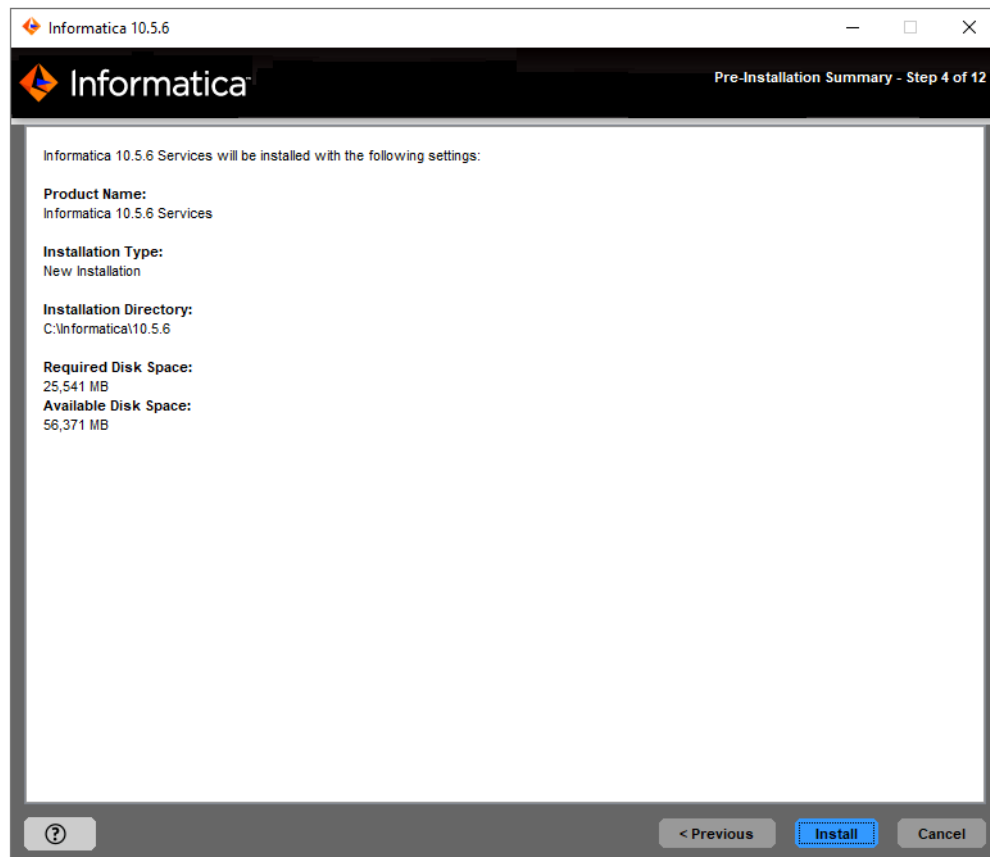 Informatica 10.5.6
Informatica
Pre-Installation Summary - Step 4 of 12
Informatica 10.5.6 Services will be installed with the following settings:
Product Name:
Informatica 10.5.6 Services
Installation Type:
New Installation
Installation Directory:
C:\Informatica\10.5.6
Required Disk Space:
25,541 MB
Available Disk Space:
56,371 MB
?
< Previous
Install
Cancel